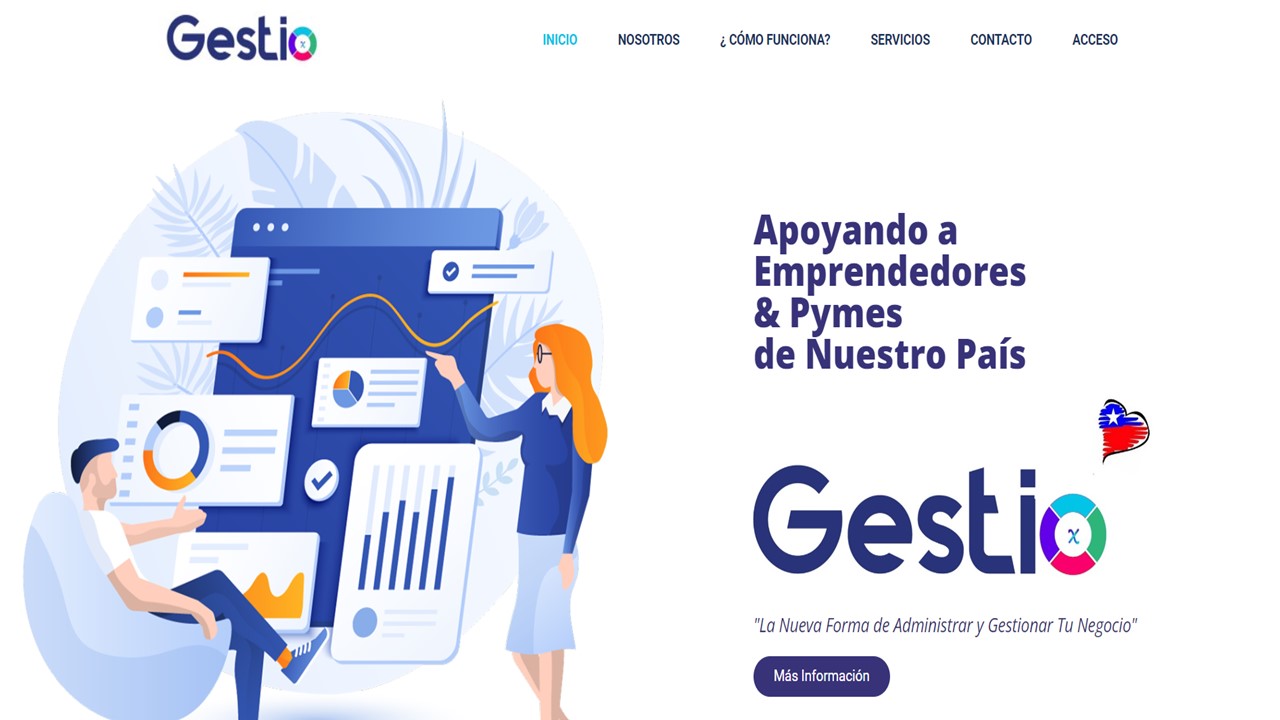 Gestio
INICIO
NOSOTROS
¿ CÓMO FUNCIONA?
SERVICIOS
CONTACTO
ACCESO
Apoyando a
Emprendedores
& Pymes
de Nuestro País
Gestio
"La Nueva Forma de Administrar y Gestionar Tu Negocio"
Más Información